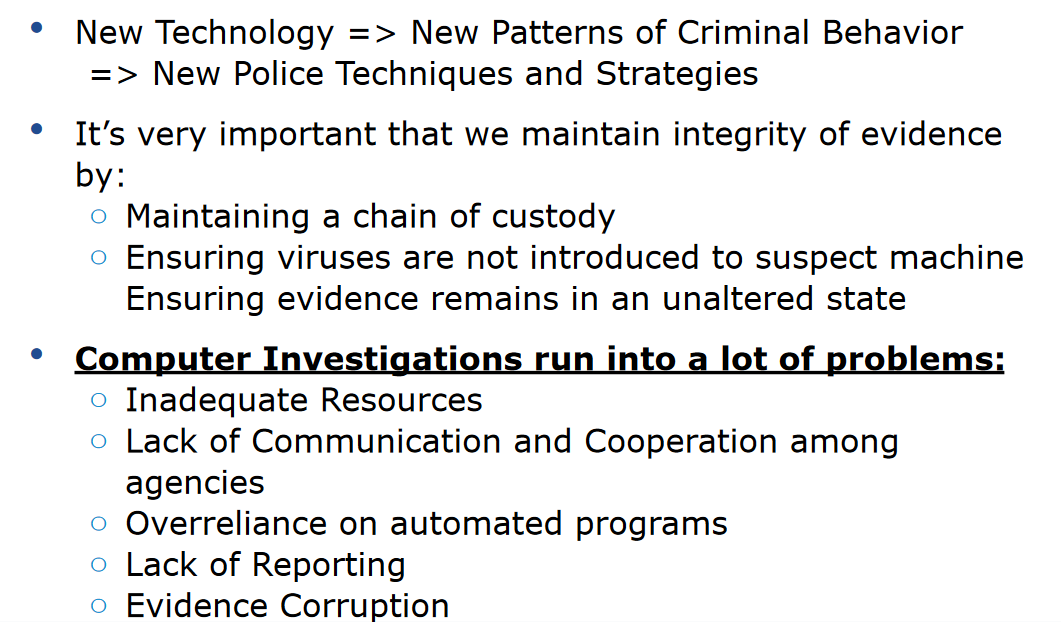 • New Technology => New Patterns of Criminal Behavior
=> New Police Techniques and Strategies
• It’s very important that we maintain integrity of evidence
by:
○ Maintaining a chain of custody
○ Ensuring viruses are not introduced to suspect machine
Ensuring evidence remains in an unaltered state
• Computer Investigations run into a lot of problems:
○ Inadequate Resources
○ Lack of Communication and Cooperation among
agencies
○ Overreliance on automated programs
○ Lack of Reporting
○ Evidence Corruption